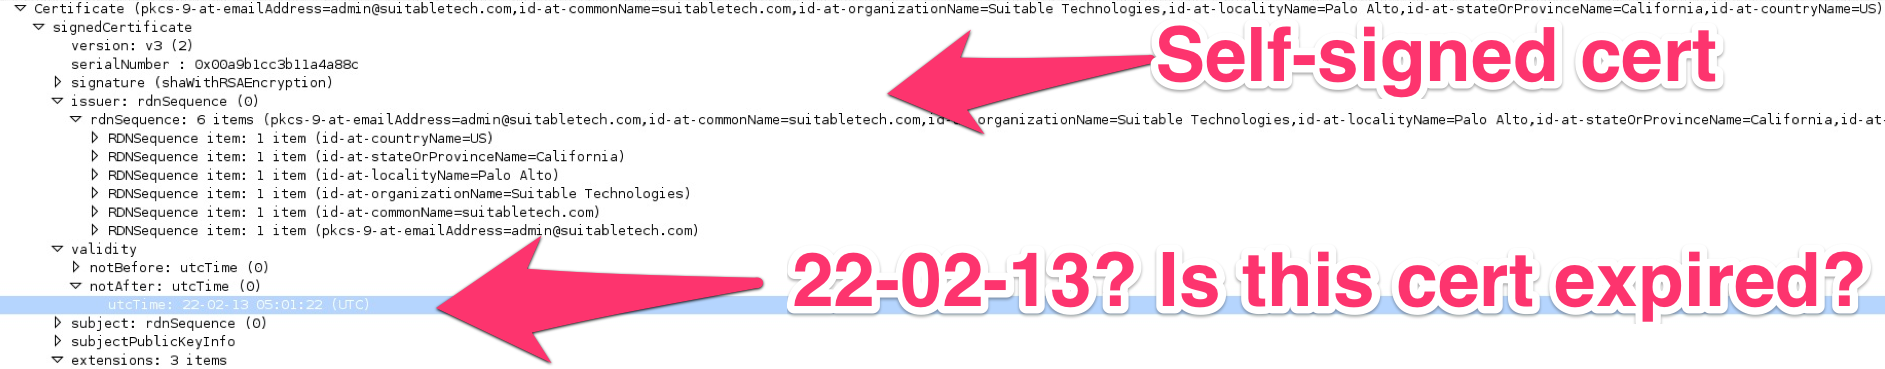 Certificate (pkcs-9-at-emailAddress=admin@suitabletech.com,id-at-commonName=suitabletech.com,id-at-organizationName=Suitable Technologies,id-at-localityName=Palo Alto,id-at-stateOrProvinceName=California,id-at-countryName=US)
signedCertificate
version: v3 (2)
Self-signed cert
serialNumber : 0x00a9b1cc3b11a4a88c
signature (shaWithRSAEncryption)
issuer: rdnSequence (0)
rdnSequence: 6 items (pkcs-9-at-emailAddress=admin@suitabletech.com,id-at-commonName=suitabletech.com,id- organizationName=Suitable Technologies,id-at-localityName=Palo Alto,id-at-stateOrProvinceName=California,id-at-
RDNSequence item: 1 item (id-at-countryName=US)
RDNSequence item: 1 item (id-at-stateOrProvinceName=California)
RDNSequence item: 1 item (id-at-localityName=Palo Alto)
RDNSequence item: 1 item (id-at-organizationName=Suitable Technologies)
RDNSequence item: 1 item (id-at-commonName=suitabletech.com)
RDNSequence item: 1 item (pkcs-9-at-emailAddress=admin@suitabletech.com)
validity
notBefore: utcTime (0)
22-02-13? Is this cert expired?
notAfter: utcTime (0)
utcTime: 22-02-13 05:01:22 (UTC)
subject: rdnSequence (0)
subjectPublicKeyInfo
extensions: 3 items